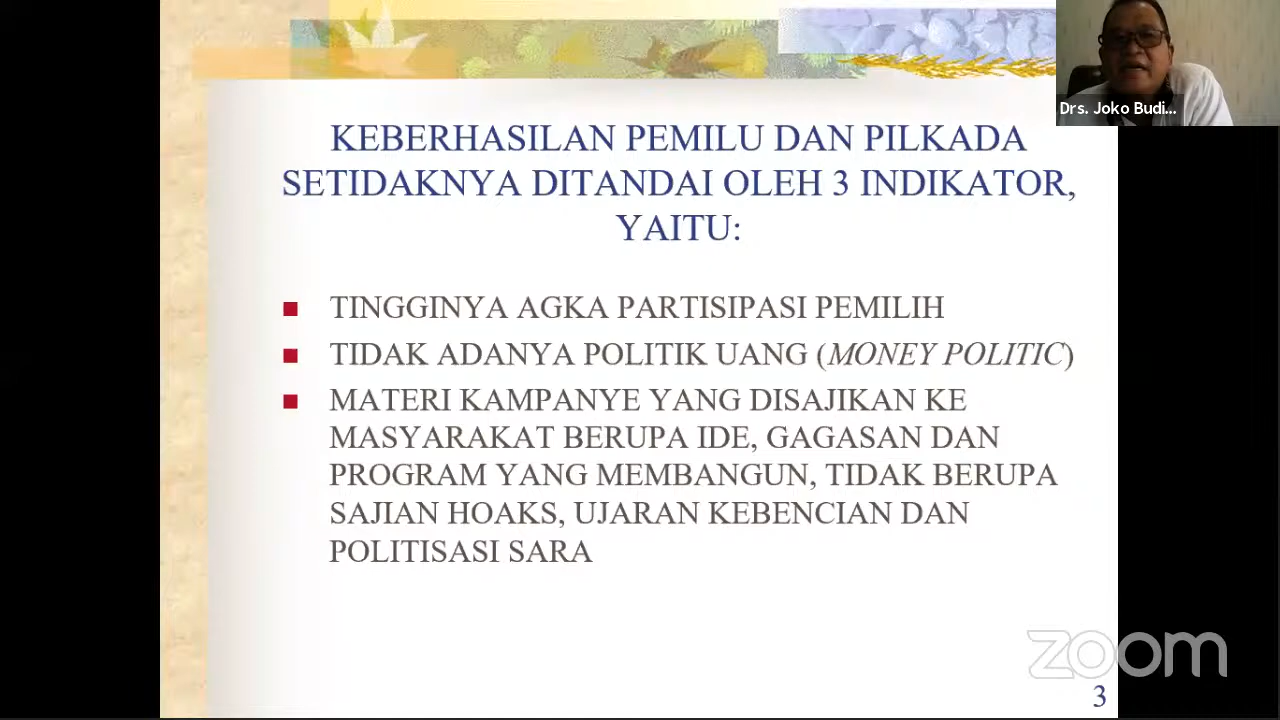 Drs. Joko Budi...
KEBERHASILAN PEMILU DAN PILKADA
SETIDAKNYA DITANDAI OLEH 3 INDIKATOR,
YAITU:
TINGGINYA AGKA PARTISIPASI PEMILIH
TIDAK ADANYA POLITIK UANG (MONEY POLITIC)
MATERI KAMPANYE YANG DISAJIKAN KE
MASYARAKAT BERUPA IDE, GAGASAN DAN
PROGRAM YANG MEMBANGUN, TIDAK BERUPA
SAJIAN HOAKS, UJARAN KEBENCIAN DAN
POLITISASI SARA
zoom
3